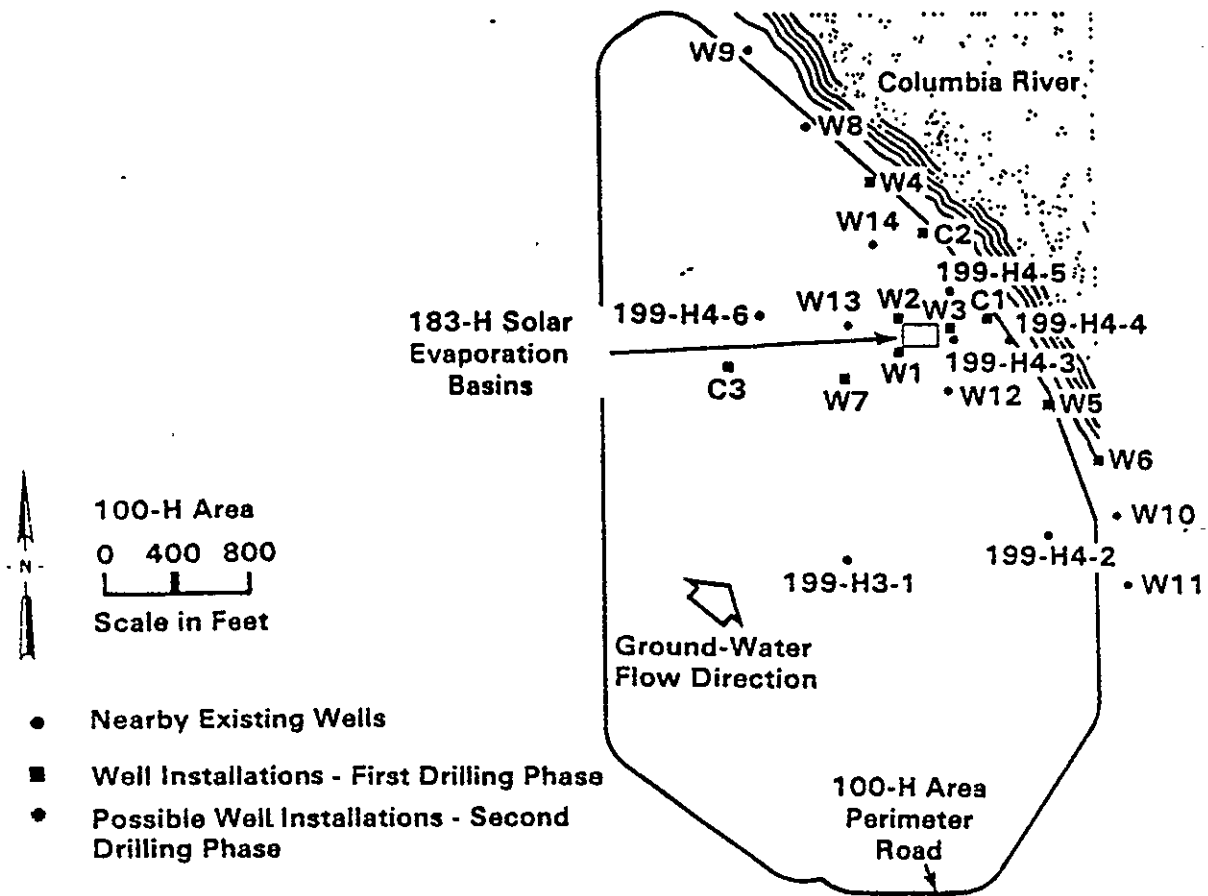 W9
Columbia River
W8
W4
W14
C2
199-H4-5
W13
W2
W3
C1
199-H4-6
199-H4-4
183-H Solar
Evaporation
Basins
199-H4-3
W1
C3
W7
W12
W5
W6
W10
199-H4-2
199-H3-1
W11
100-H Area
0 400 800
Scale in Feet
- N -
Ground-Water
Flow Direction
Nearby Existing Wells
Well Installations - First Drilling Phase
Possible Well Installations - Second
Drilling Phase
100-H Area
Perimeter
Road